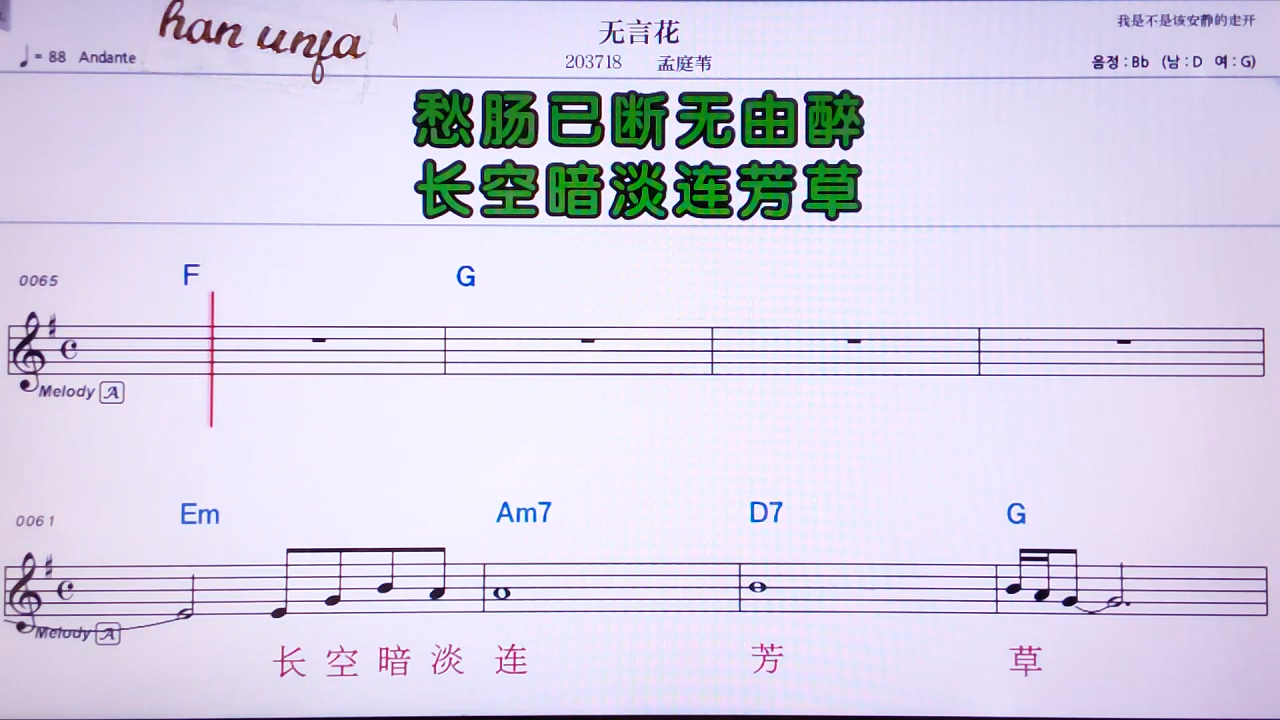 han unja
无言花
我是不是该安静的走开
♩= 88 Andante
203718 孟庭苇
음정 : Bb (남 : D 여 : G)
愁肠已断无由醉
长空暗淡连芳草
0065
F G
Melody A
0061
Em Am7 D7 G
Melody A
长 空 暗 淡 连 芳 草